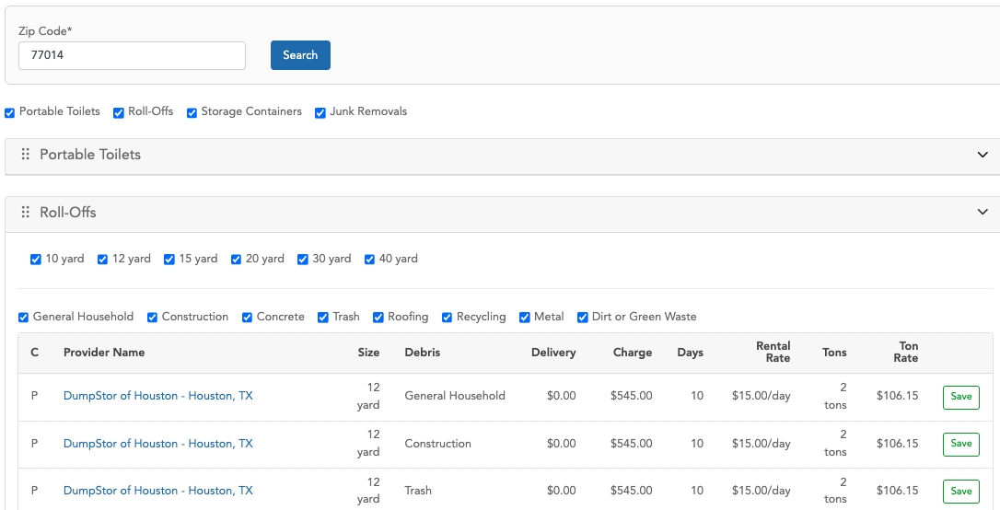 Zip Code*
77014
Search
Portable Toilets Roll-Offs Storage Containers Junk Removals
Portable Toilets
Roll-Offs
10 yard 12 yard 15 yard 20 yard 30 yard 40 yard
General Household Construction Concrete Trash Roofing Recycling Metal Dirt or Green Waste
C Provider Name Size Debris Delivery Charge Days Rental Rate Tons Ton Rate
P DumpStor of Houston - Houston, TX 12 yard General Household $0.00 $545.00 10 $15.00/day 2 tons $106.15 Save
P DumpStor of Houston - Houston, TX 12 yard Construction $0.00 $545.00 10 $15.00/day 2 tons $106.15 Save
P DumpStor of Houston - Houston, TX 12 yard Trash $0.00 $545.00 10 $15.00/day 2 tons $106.15 Save